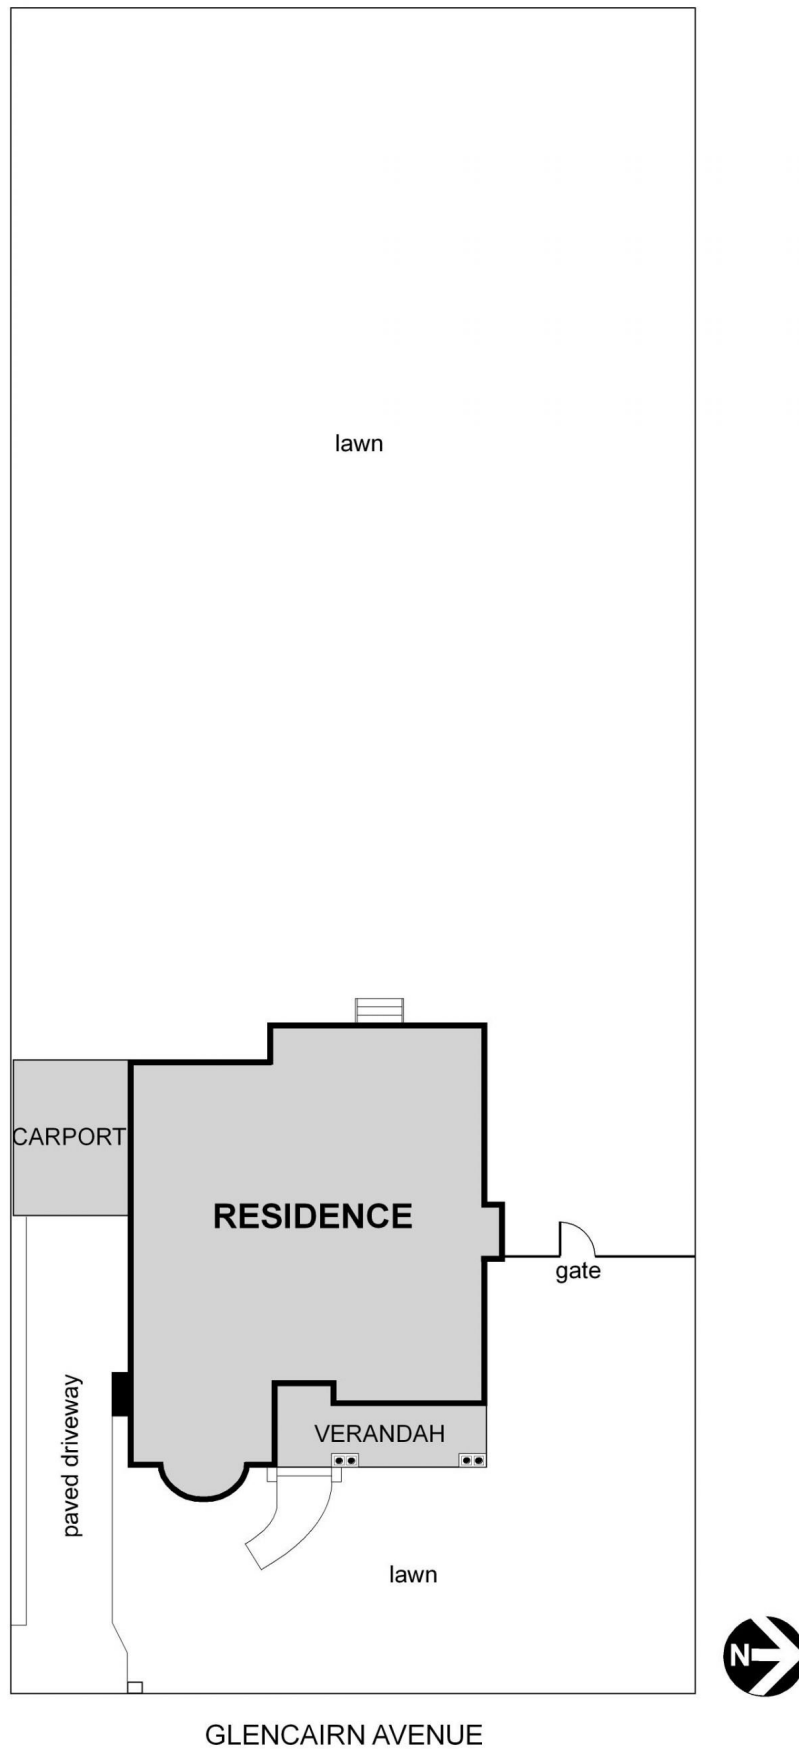 lawn
CARPORT
RESIDENCE
gate
paved driveway
VERANDAH
lawn
N
GLENCAIRN AVENUE